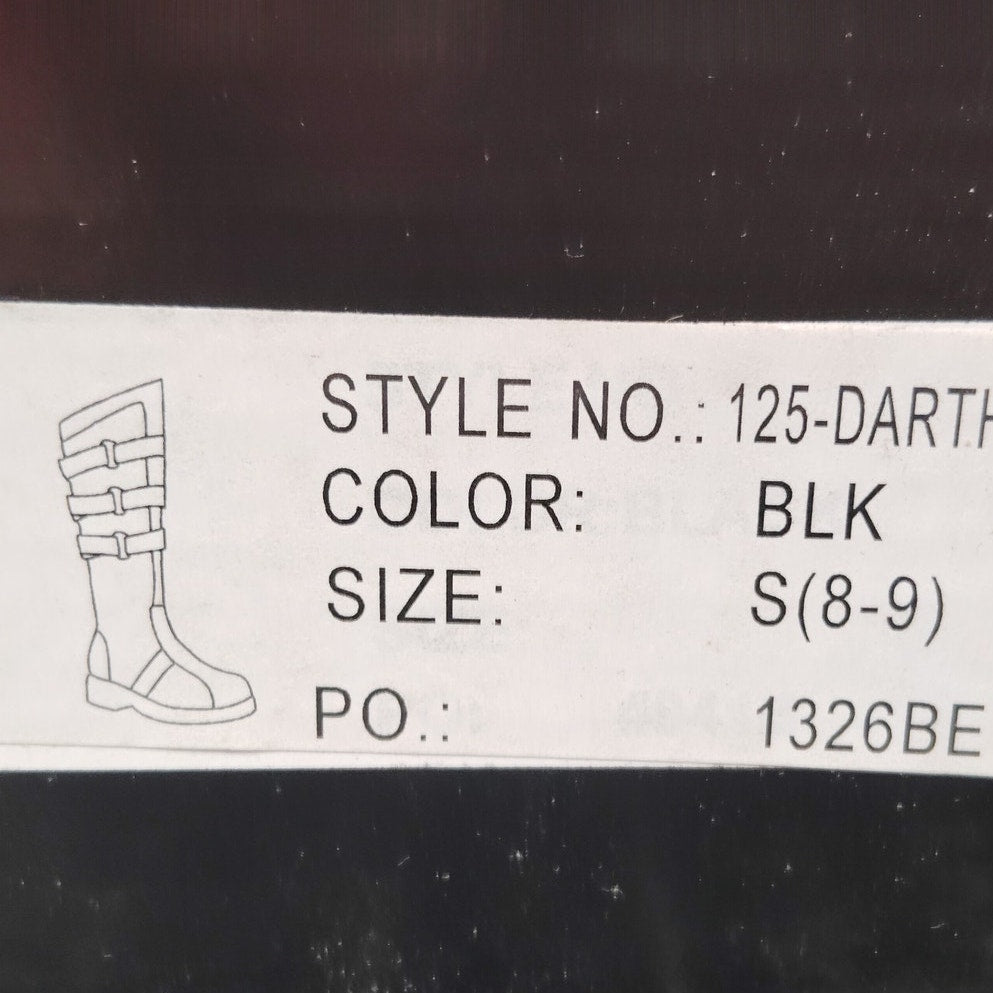 STYLE NO.: 125-DARTH
COLOR: BLK
SIZE: S(8-9)
PO.: 1326BE